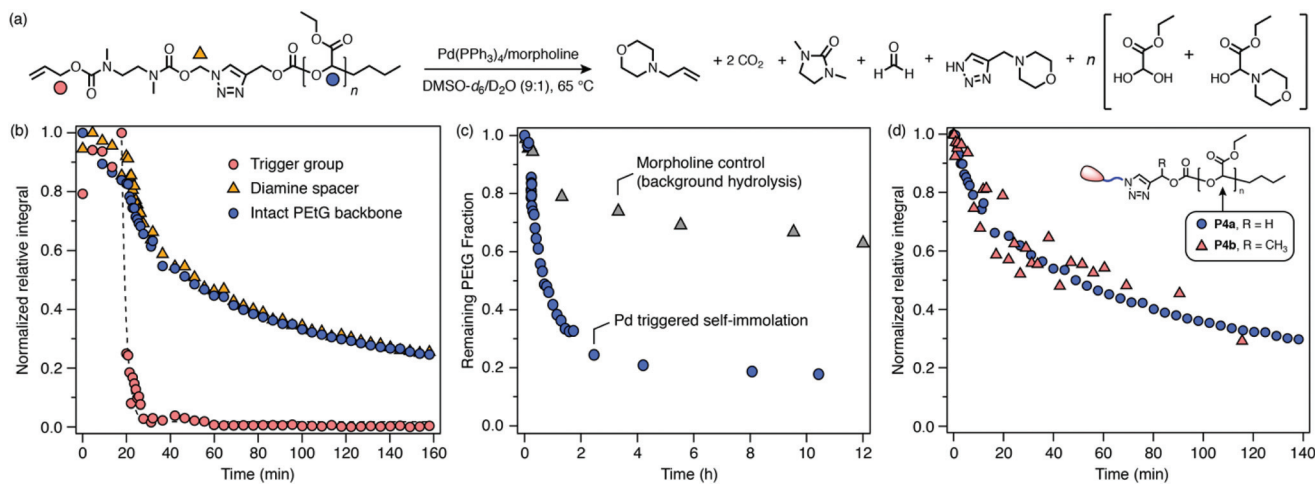 (a)
O
N
O
O
N
O
O
N
N=N
O
O
O
O
O
n
Pd(PPh3)4/morpholine
DMSO-d6/D2O (9:1), 65 °C
O
N
+ 2 CO2 +
O
N
N
+
O
H H
+
HN
N=N
N
O
+ n
O
O
HO OH
+
O
O
HO N
O
(b)
Normalized relative integral
1.0
0.8
0.6
0.4
0.2
0.0
Trigger group
Diamine spacer
Intact PEtG backbone
0 20 40 60 80 100 120 140 160
Time (min)
(c)
Remaining PEtG Fraction
1.0
0.8
0.6
0.4
0.2
0.0
Morpholine control
(background hydrolysis)
Pd triggered self-immolation
0 2 4 6 8 10 12
Time (h)
(d)
Normalized relative integral
1.0
0.8
0.6
0.4
0.2
0.0
N
N=N
R
O
O
O
O
O
n
P4a, R = H
P4b, R = CH3
0 20 40 60 80 100 120 140
Time (min)